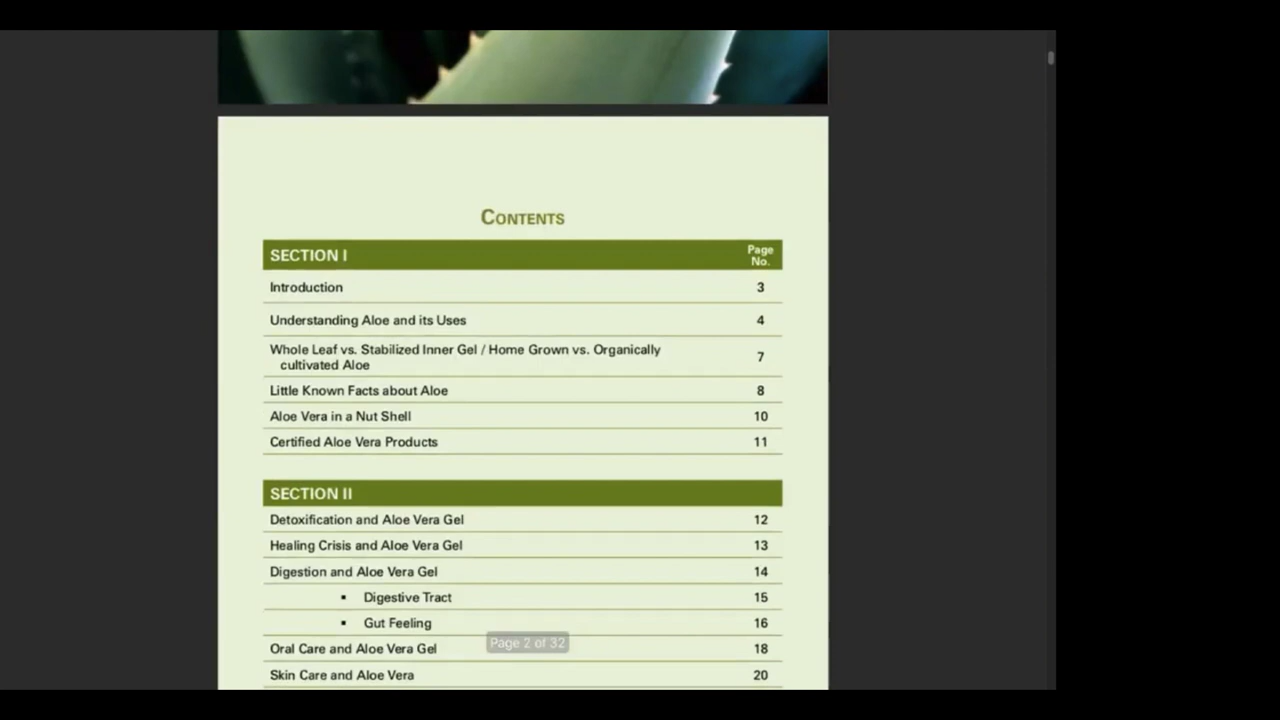 CONTENTS
SECTION I Page No.
Introduction 3
Understanding Aloe and its Uses 4
Whole Leaf vs. Stabilized Inner Gel / Home Grown vs. Organically
cultivated Aloe 7
Little Known Facts about Aloe 8
Aloe Vera in a Nut Shell 10
Certified Aloe Vera Products 11
SECTION II
Detoxification and Aloe Vera Gel 12
Healing Crisis and Aloe Vera Gel 13
Digestion and Aloe Vera Gel 14
▪ Digestive Tract 15
▪ Gut Feeling 16
Page 2 of 32
Oral Care and Aloe Vera Gel 18
Skin Care and Aloe Vera 20